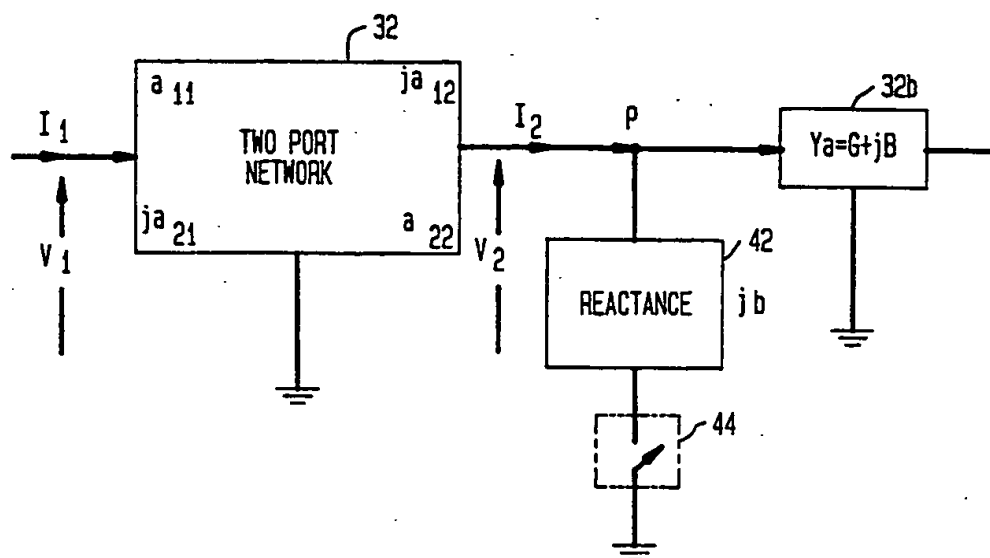 32
a 11
ja 12
TWO PORT
NETWORK
ja 21
a 22
I 1
V 1
I 2
V 2
P
32b
Ya=G+jB
42
REACTANCE
jb
44